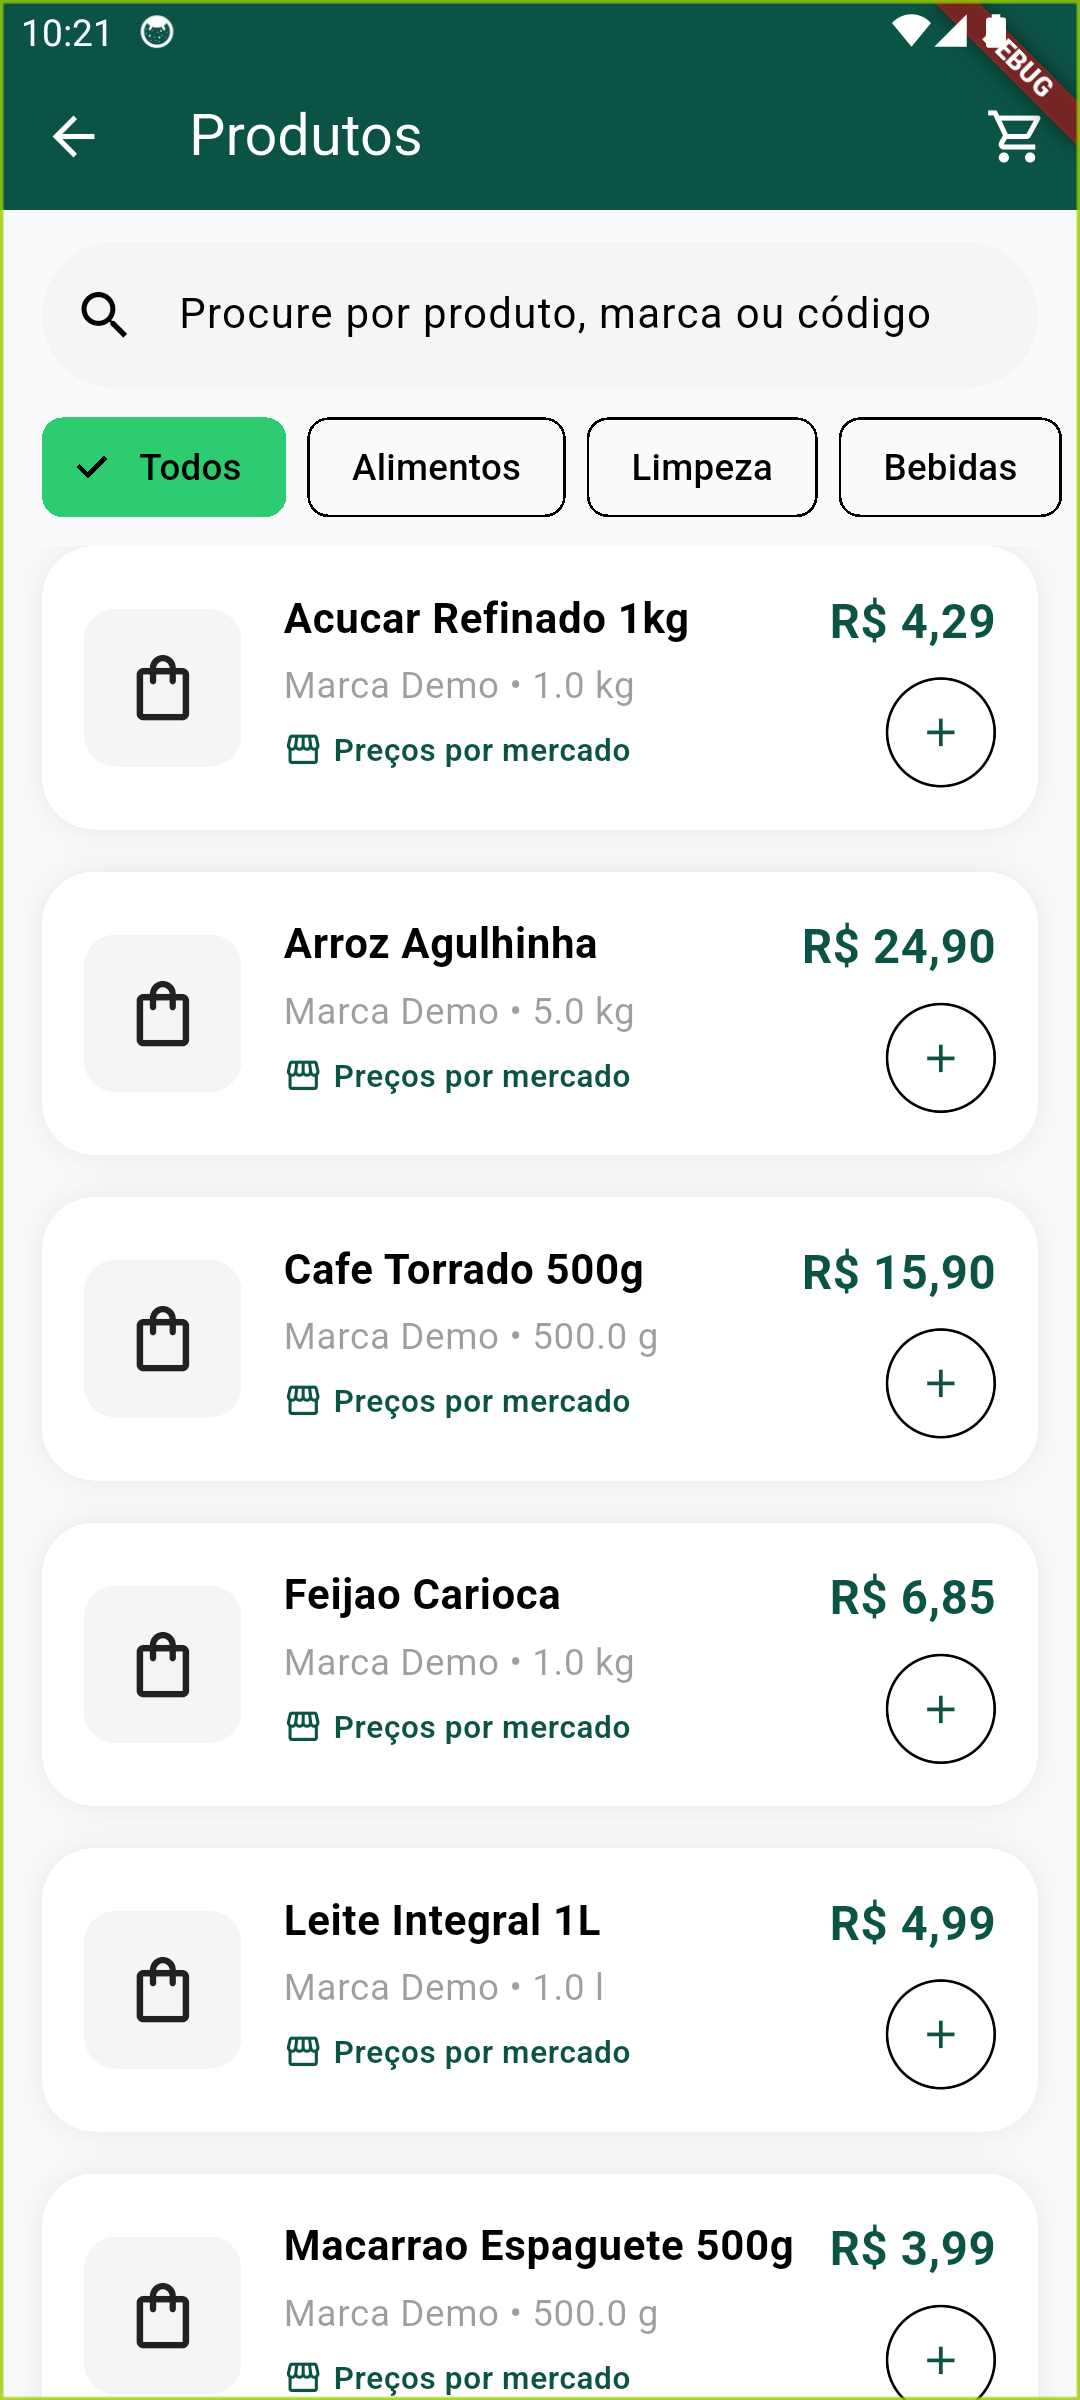 10:21
EBUG
Produtos
Procure por produto, marca ou código
Todos Alimentos Limpeza Bebidas
Acucar Refinado 1kg R$ 4,29
Marca Demo • 1.0 kg
Preços por mercado
+
Arroz Agulhinha R$ 24,90
Marca Demo • 5.0 kg
Preços por mercado
+
Cafe Torrado 500g R$ 15,90
Marca Demo • 500.0 g
Preços por mercado
+
Feijao Carioca R$ 6,85
Marca Demo • 1.0 kg
Preços por mercado
+
Leite Integral 1L R$ 4,99
Marca Demo • 1.0 l
Preços por mercado
+
Macarrao Espaguete 500g R$ 3,99
Marca Demo • 500.0 g
Preços por mercado
+